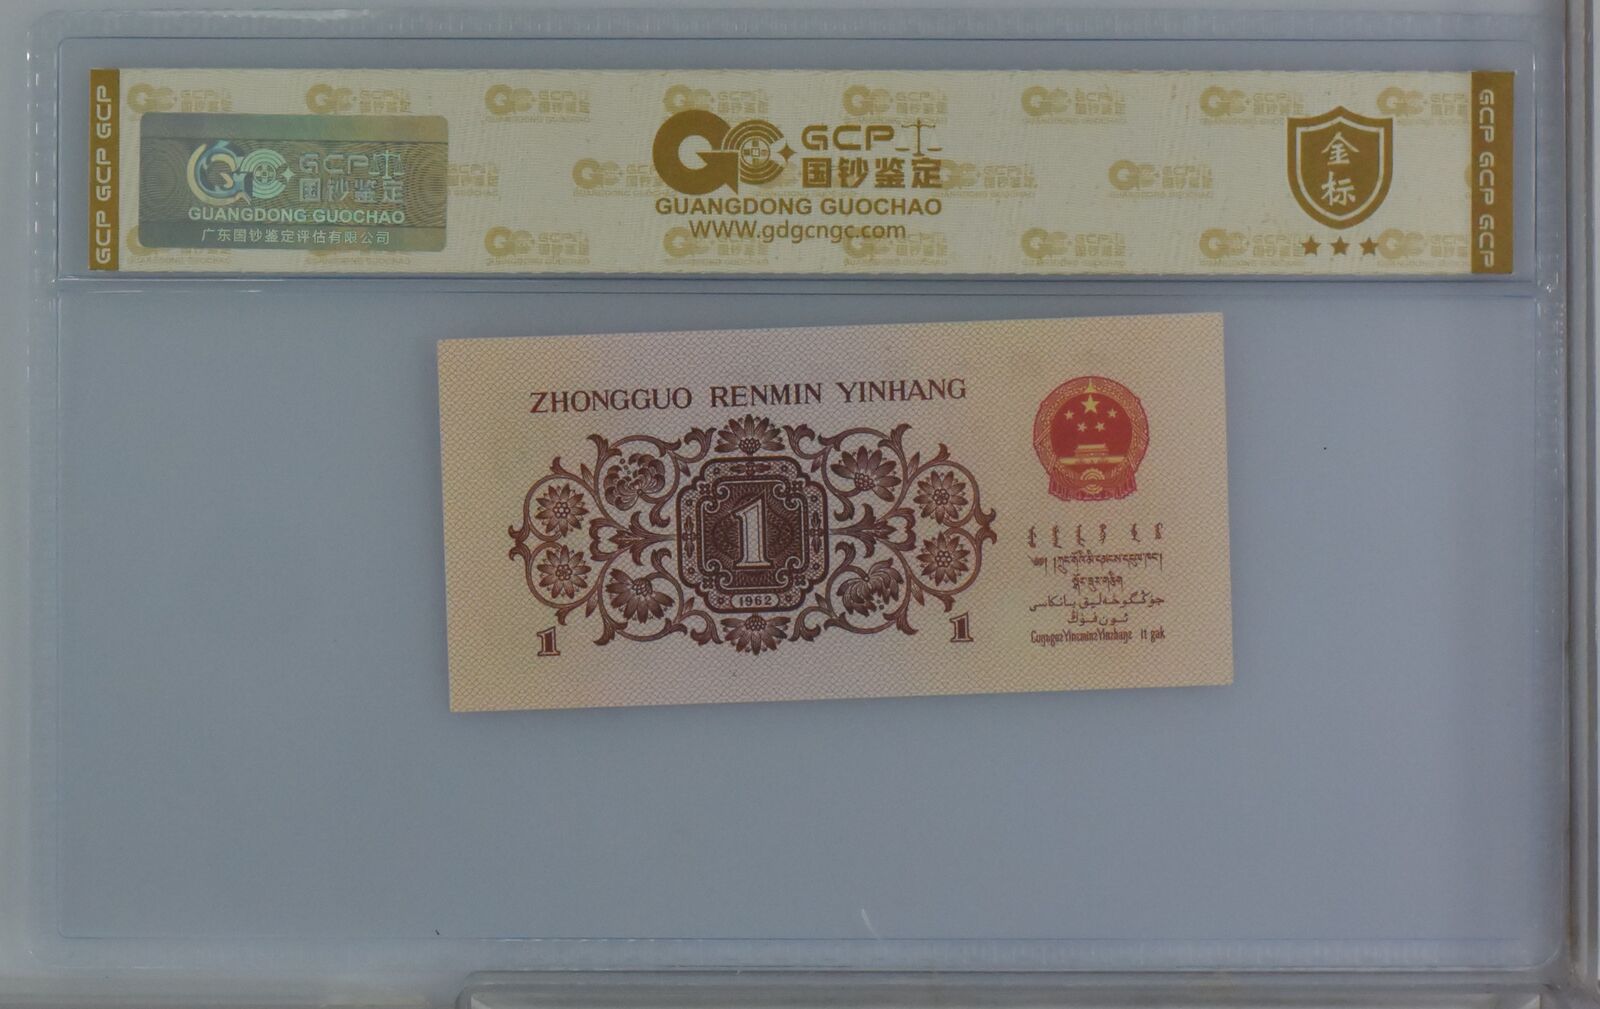 GCP GCP GCP
GCP
国钞鉴定
GUANGDONG GUOCHAO
广东国钞鉴定评估有限公司
GCP
国钞鉴定
GUANGDONG GUOCHAO
WWW.gdgcngc.com
金
标
GCP GCP GCP
ZHONGGUO RENMIN YINHANG
1
1962
1
1
جۇڭگوخەلىق بانكاسى